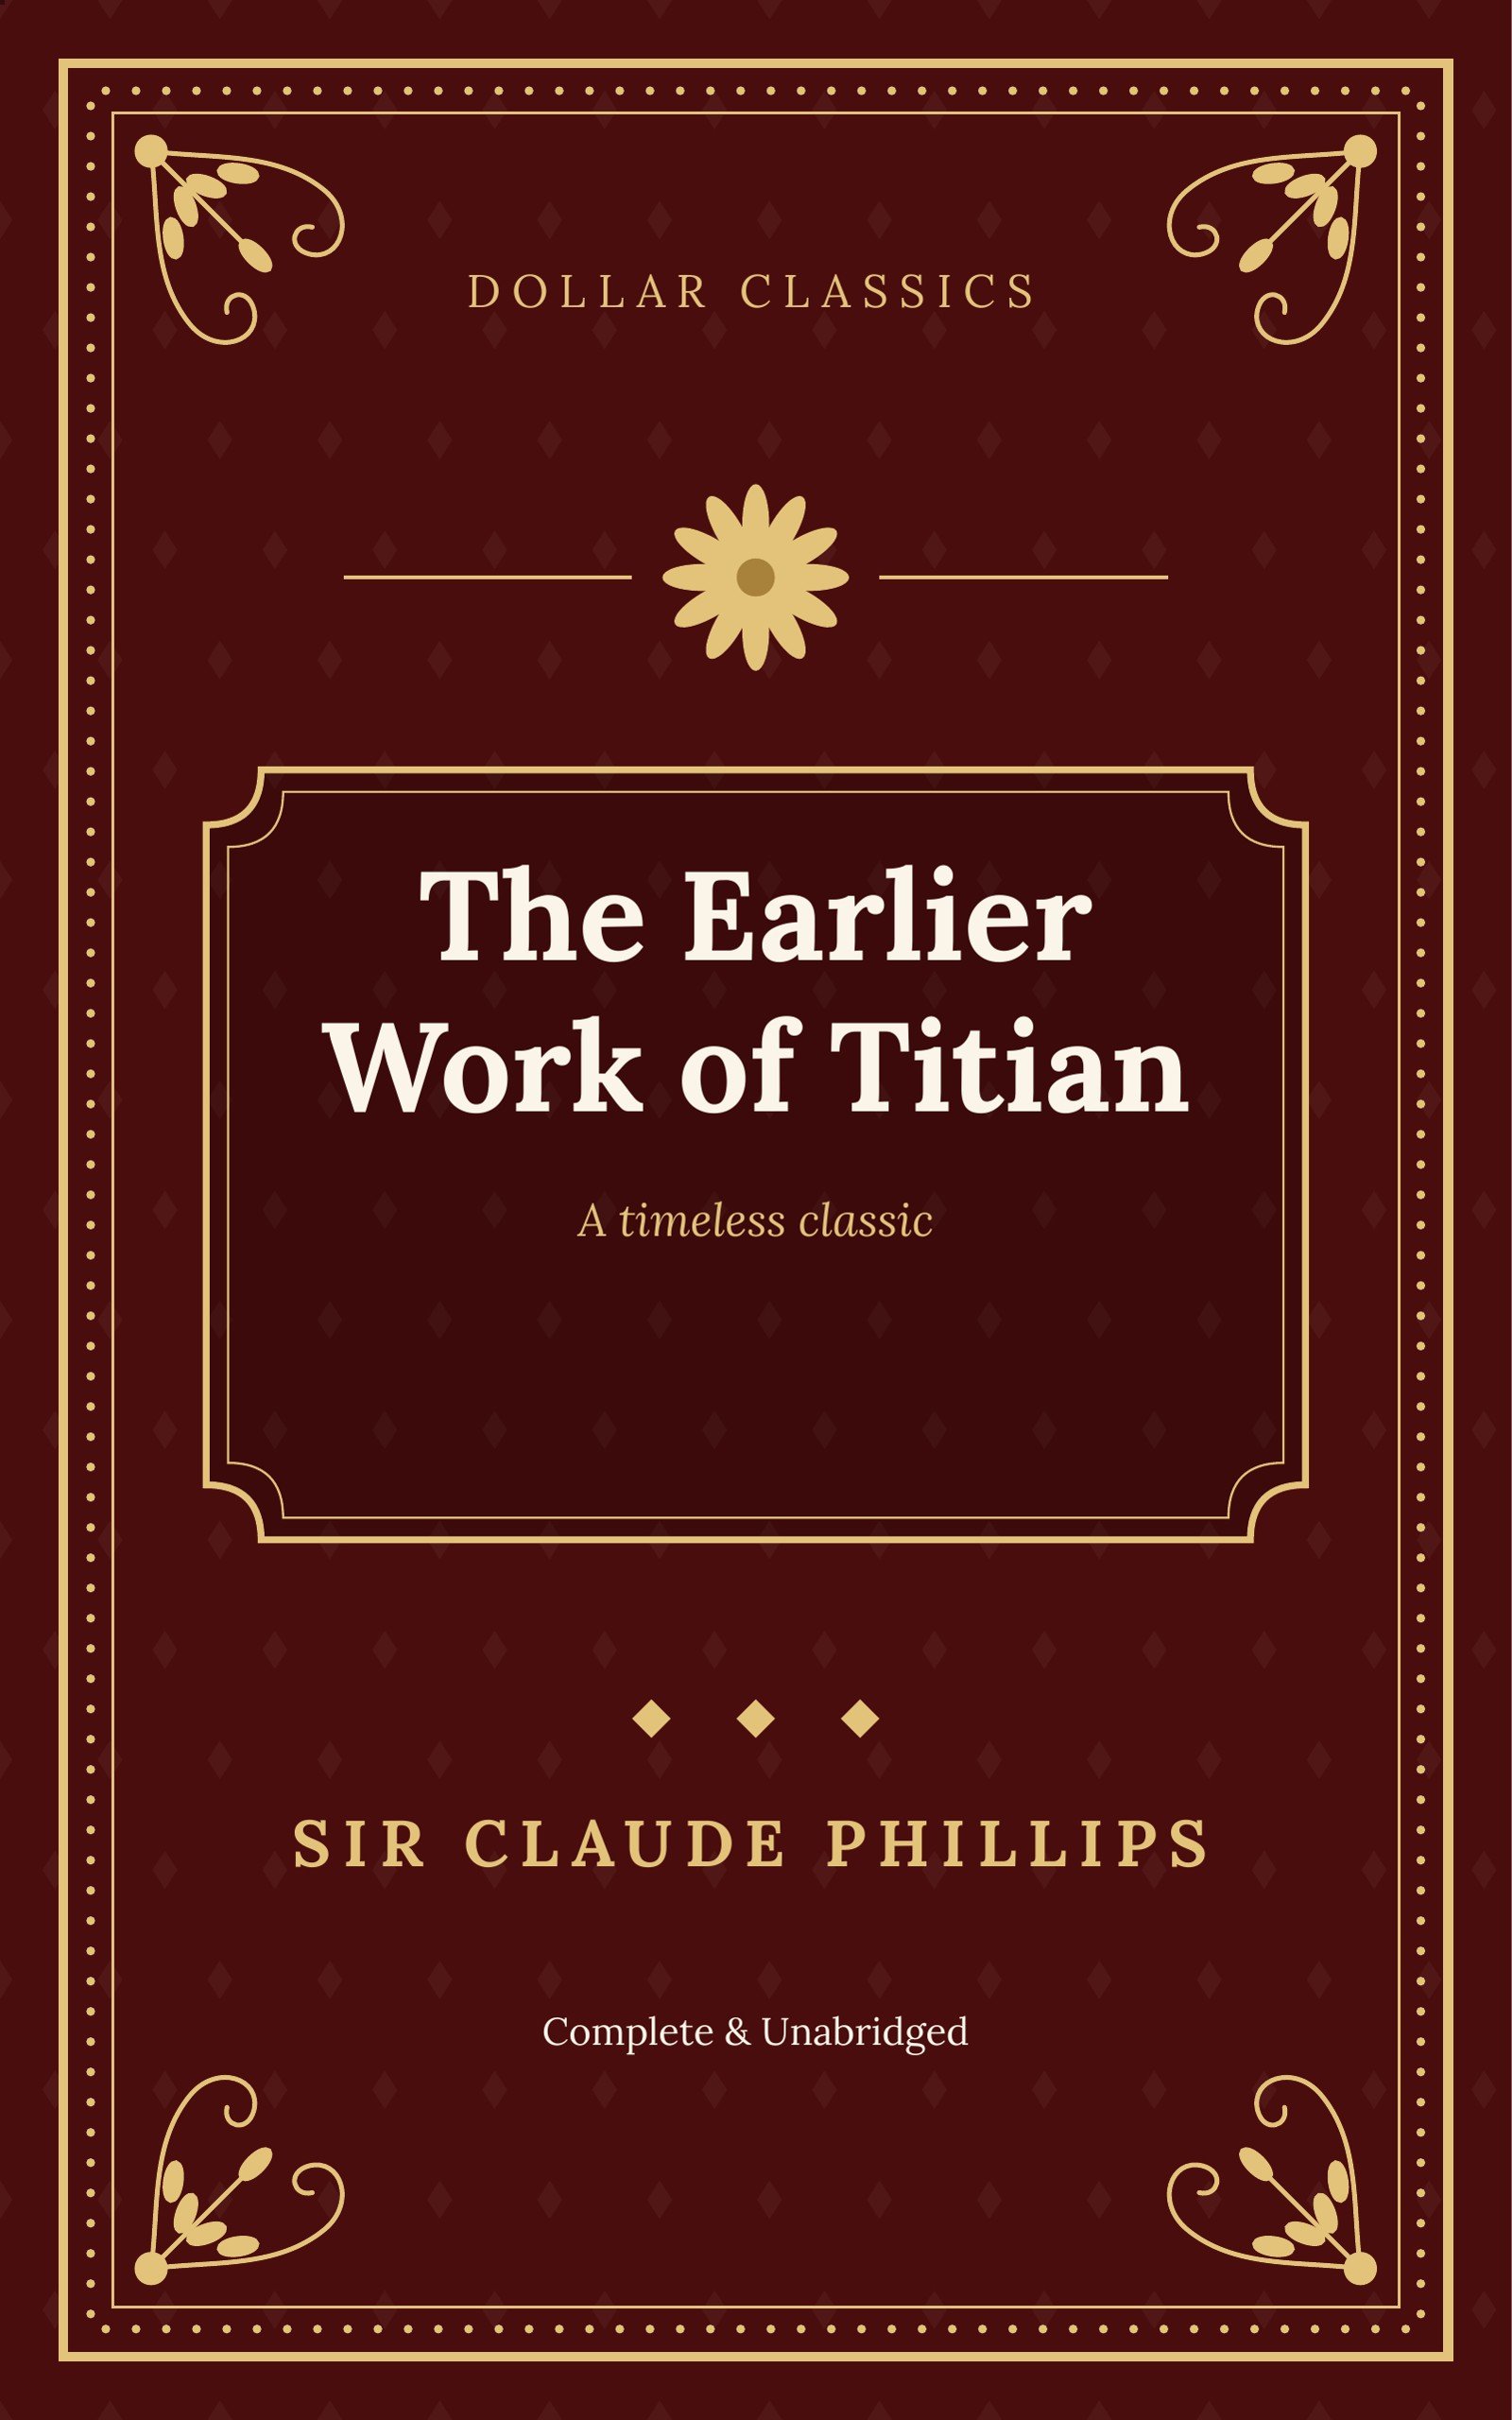 DOLLAR CLASSICS
The Earlier
Work of Titian
A timeless classic
SIR CLAUDE PHILLIPS
Complete & Unabridged